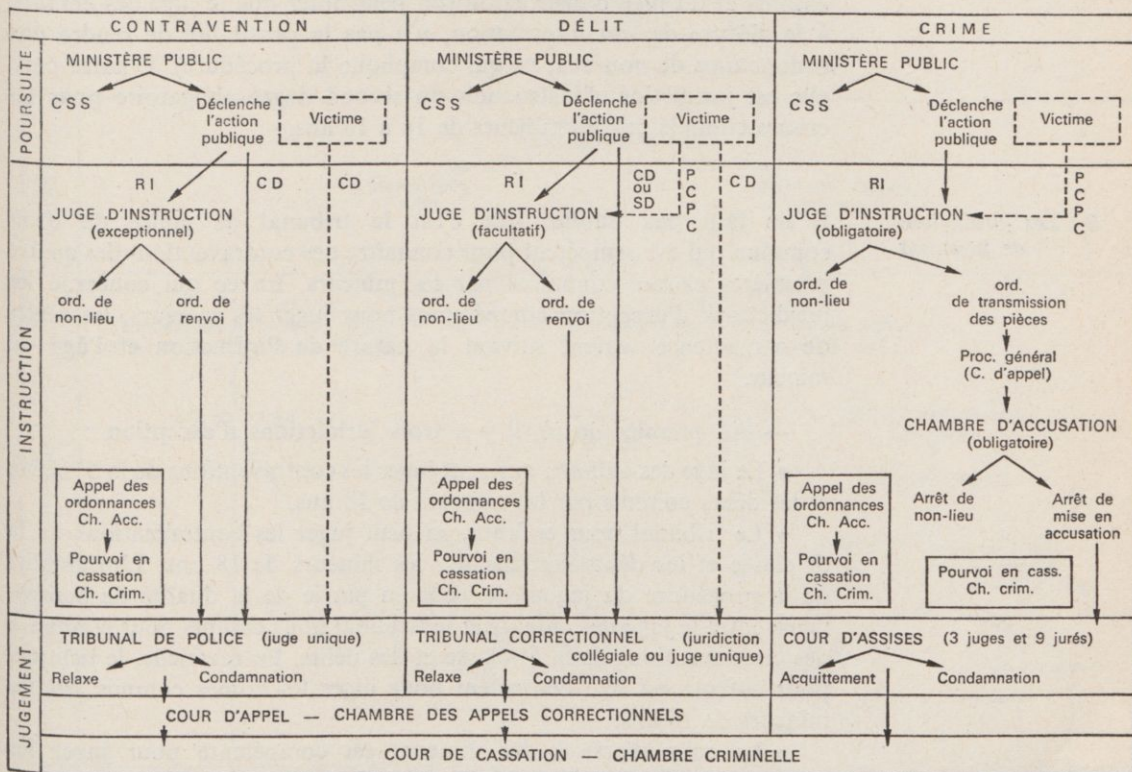 CONTRAVENTION
DÉLIT
CRIME
POURSUITE
MINISTÈRE PUBLIC
CSS
Déclenche
l'action
publique
Victime
MINISTÈRE PUBLIC
CSS
Déclenche
l'action
publique
Victime
MINISTÈRE PUBLIC
CSS
Déclenche
l'action
publique
Victime
INSTRUCTION
RI
CD
CD
JUGE D'INSTRUCTION
(exceptionnel)
ord. de
non-lieu
ord. de
renvoi
Appel des
ordonnances
Ch. Acc.
Pourvoi en
cassation
Ch. Crim.
RI
CD
ou
SD
P
C
P
C
CD
JUGE D'INSTRUCTION
(facultatif)
ord. de
non-lieu
ord. de
renvoi
Appel des
ordonnances
Ch. Acc.
Pourvoi en
cassation
Ch. Crim.
RI
P
C
P
C
JUGE D'INSTRUCTION
(obligatoire)
ord. de
non-lieu
ord.
de transmission
des pièces
Proc. général
(C. d'appel)
CHAMBRE D'ACCUSATION
(obligatoire)
Arrêt de
non-lieu
Arrêt de
mise en
accusation
Appel des
ordonnances
Ch. Acc.
Pourvoi en
cassation
Ch. Crim.
Pourvoi en cass.
Ch. Crim.
JUGEMENT
TRIBUNAL DE POLICE (juge unique)
Relaxe
Condamnation
TRIBUNAL CORRECTIONNEL (juridiction
collégiale ou juge unique)
Relaxe
Condamnation
COUR D'ASSISES (3 juges et 9 jurés)
Acquittement
Condamnation
COUR D'APPEL — CHAMBRE DES APPELS CORRECTIONNELS
COUR DE CASSATION — CHAMBRE CRIMINELLE